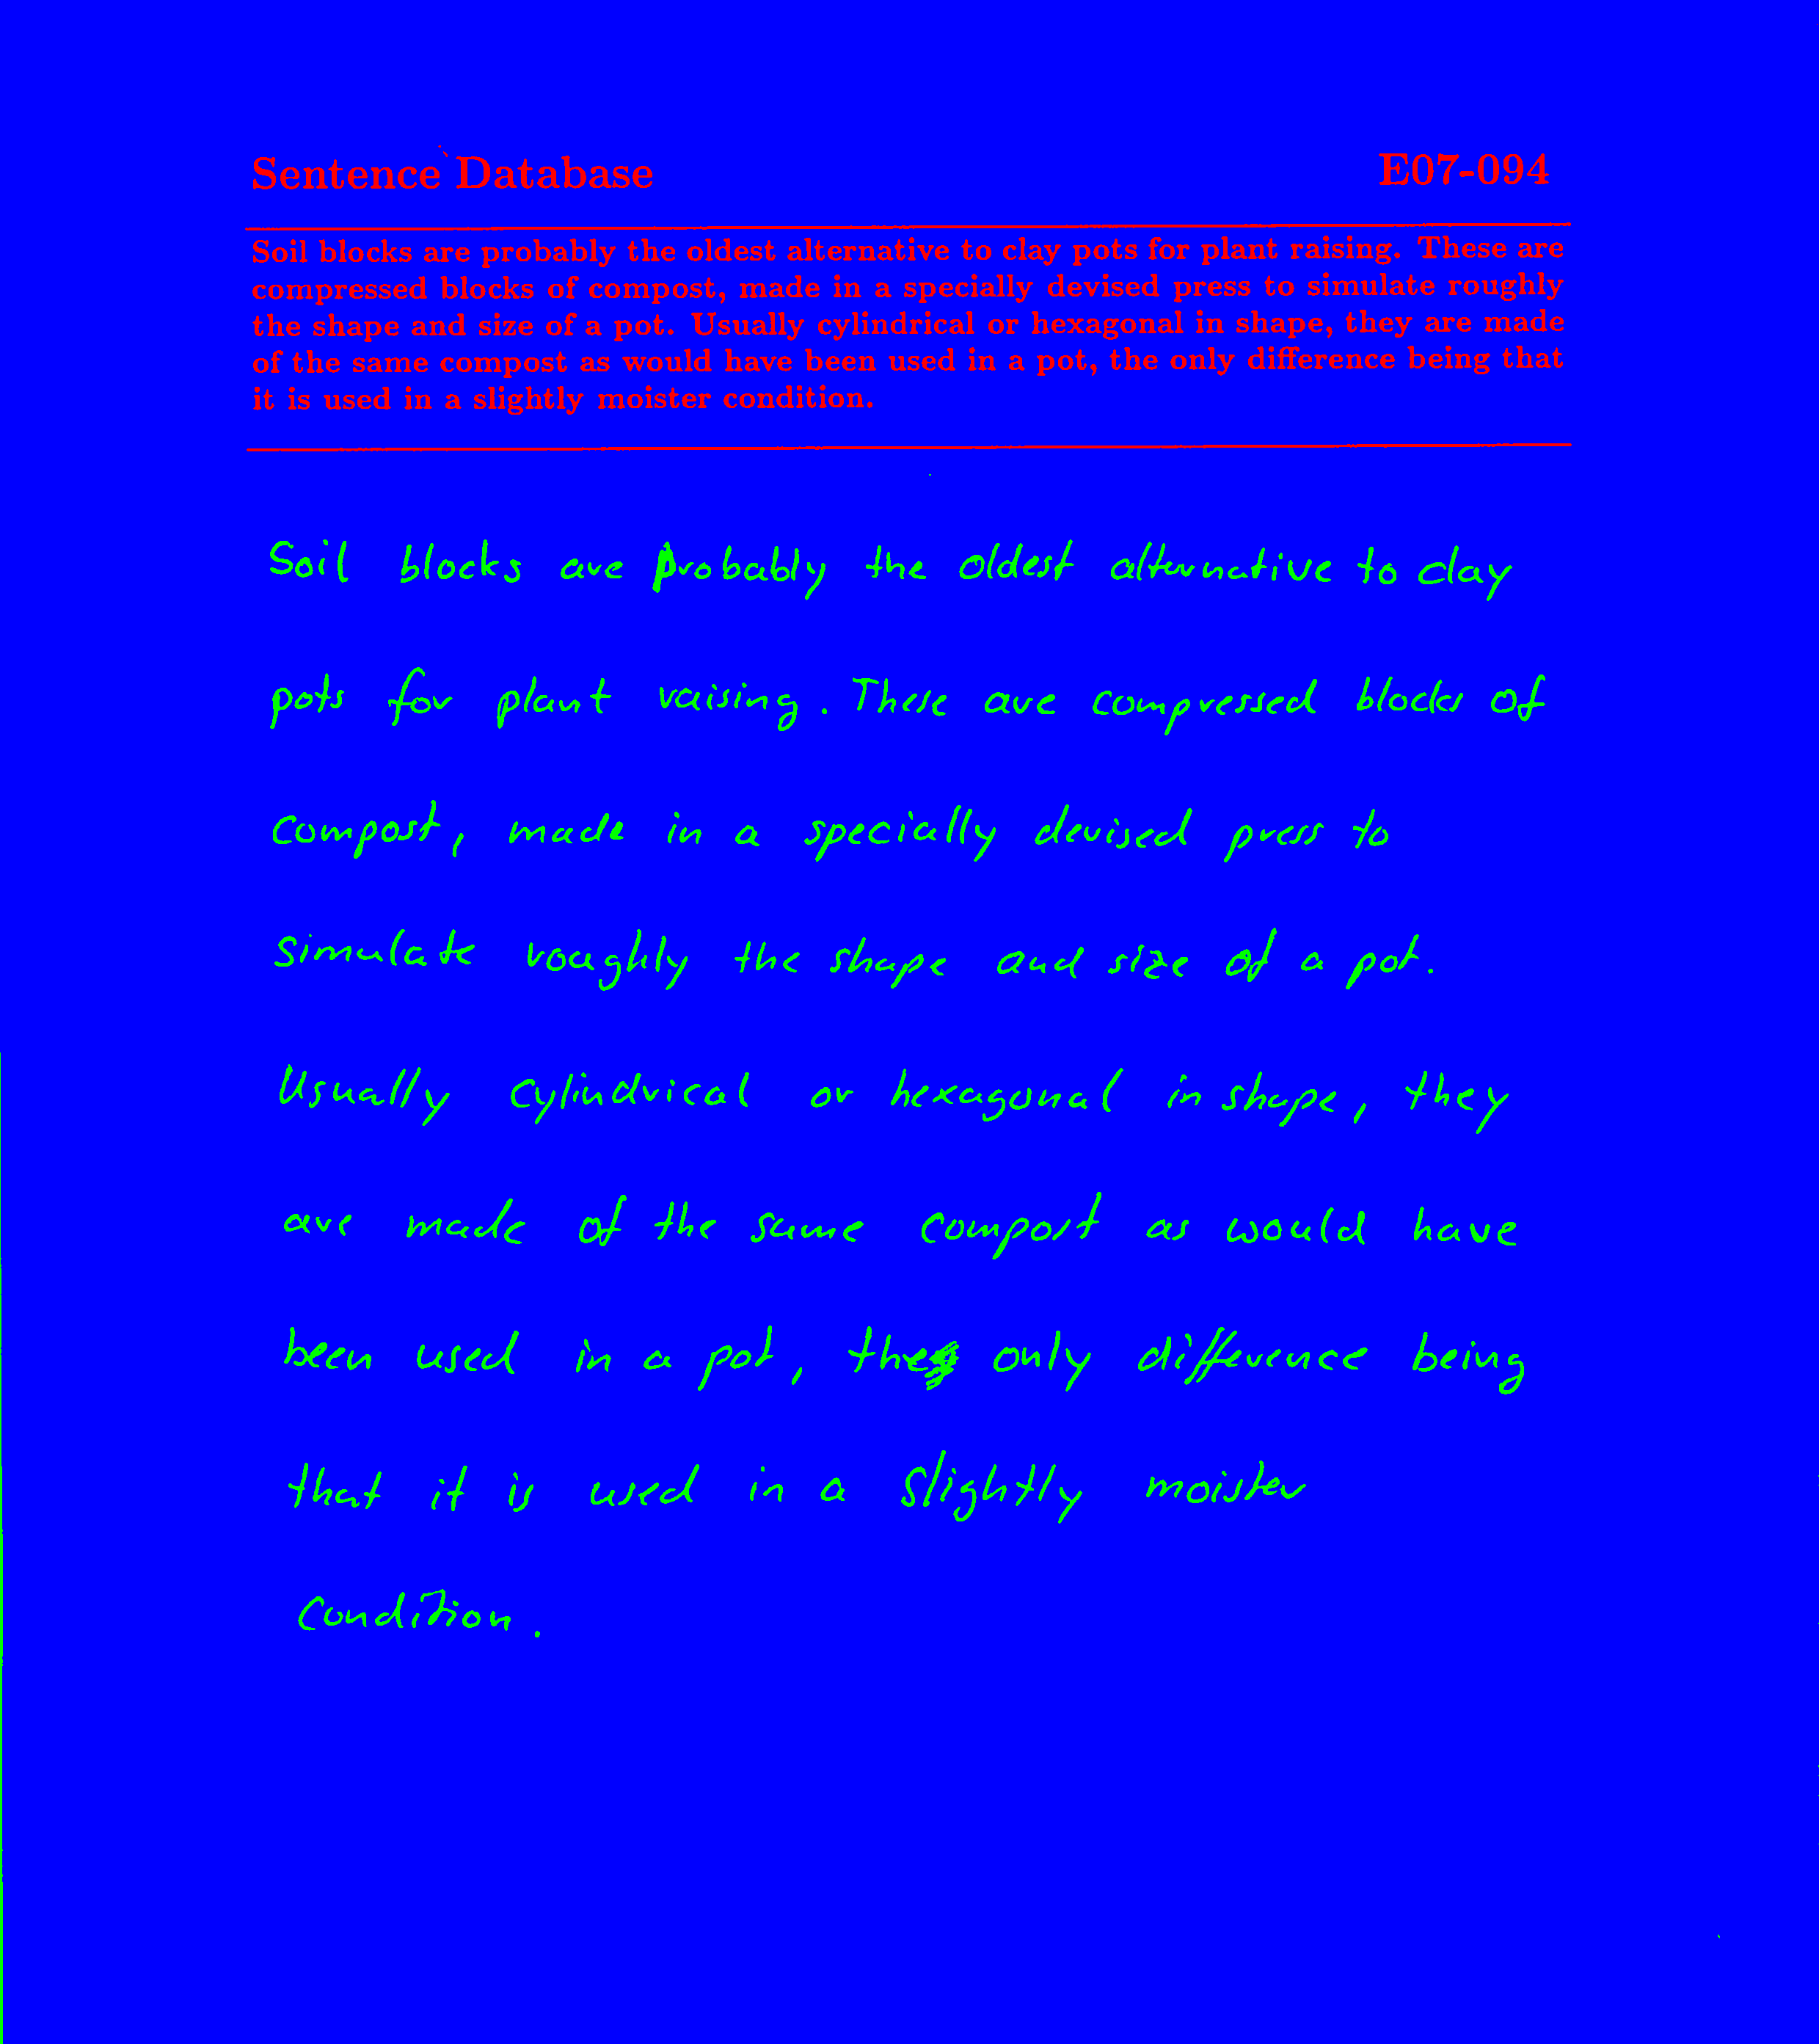 Sentence Database E07-094
Soil blocks are probably the oldest alternative to clay pots for plant raising. These are
compressed blocks of compost, made in a specially devised press to simulate roughly
the shape and size of a pot. Usually cylindrical or hexagonal in shape, they are made
of the same compost as would have been used in a pot, the only difference being that
it is used in a slightly moister condition.
Soil blocks are probably the oldest alternative to clay
pots for plant raising. These are compressed blocks of
compost, made in a specially devised press to
simulate roughly the shape and size of a pot.
Usually cylindrical or hexagonal in shape, they
are made of the same compost as would have
been used in a pot, the only difference being
that it is used in a slightly moister
condition.